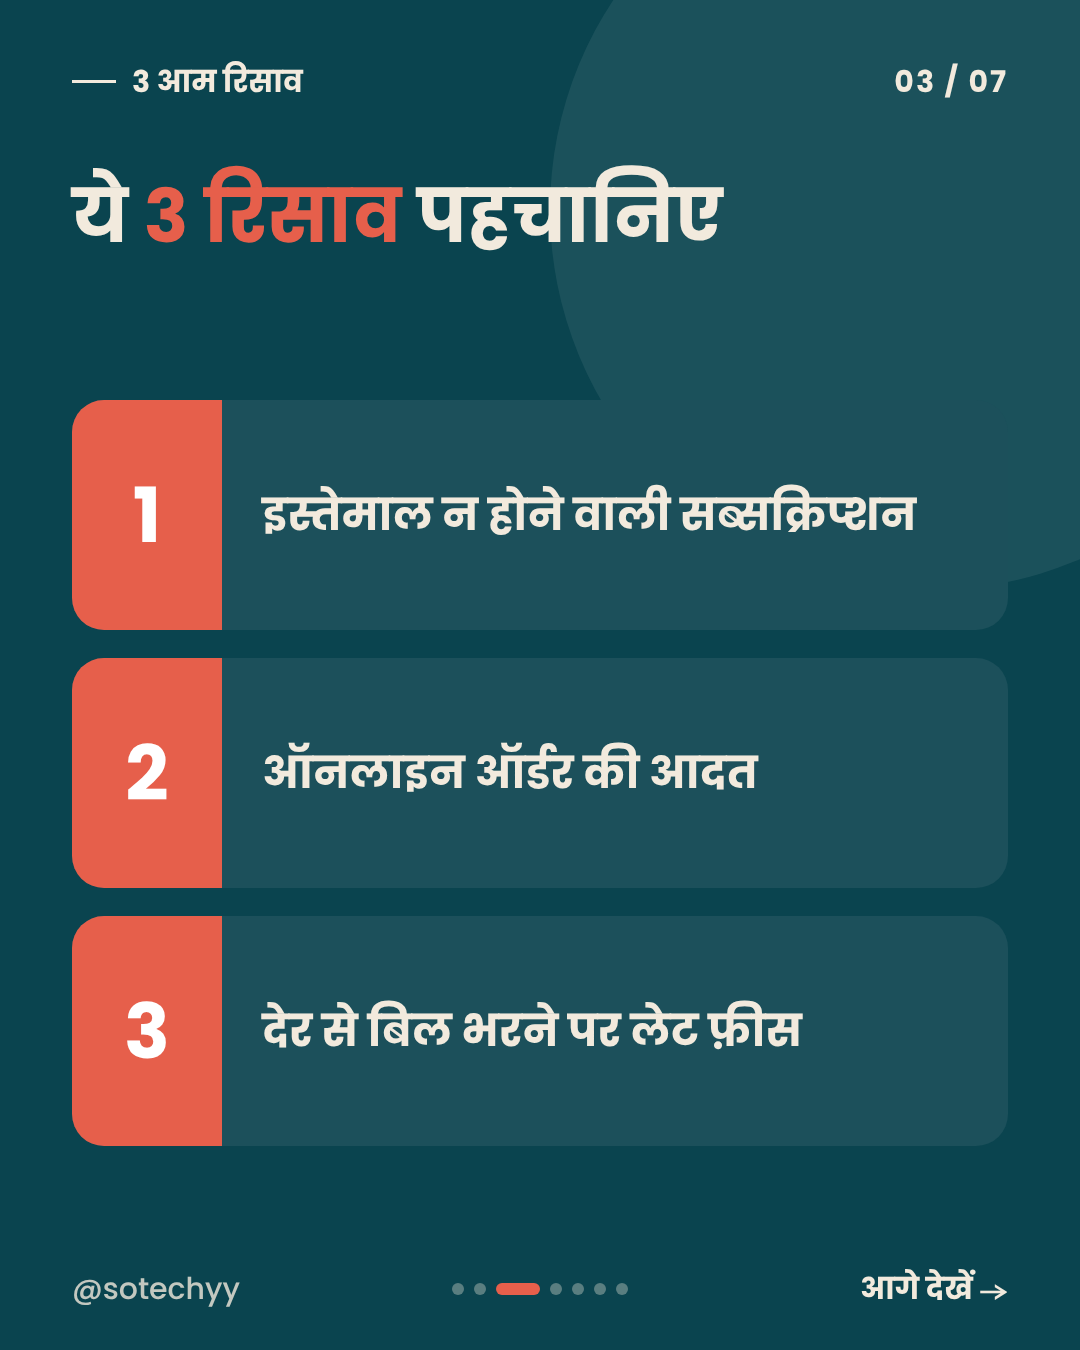 3 आम रिसाव
03 / 07
ये 3 रिसाव पहचानिए
1
इस्तेमाल न होने वाली सब्सक्रिप्शन
2
ऑनलाइन ऑर्डर की आदत
3
देर से बिल भरने पर लेट फ़ीस
@sotechyy
आगे देखें →